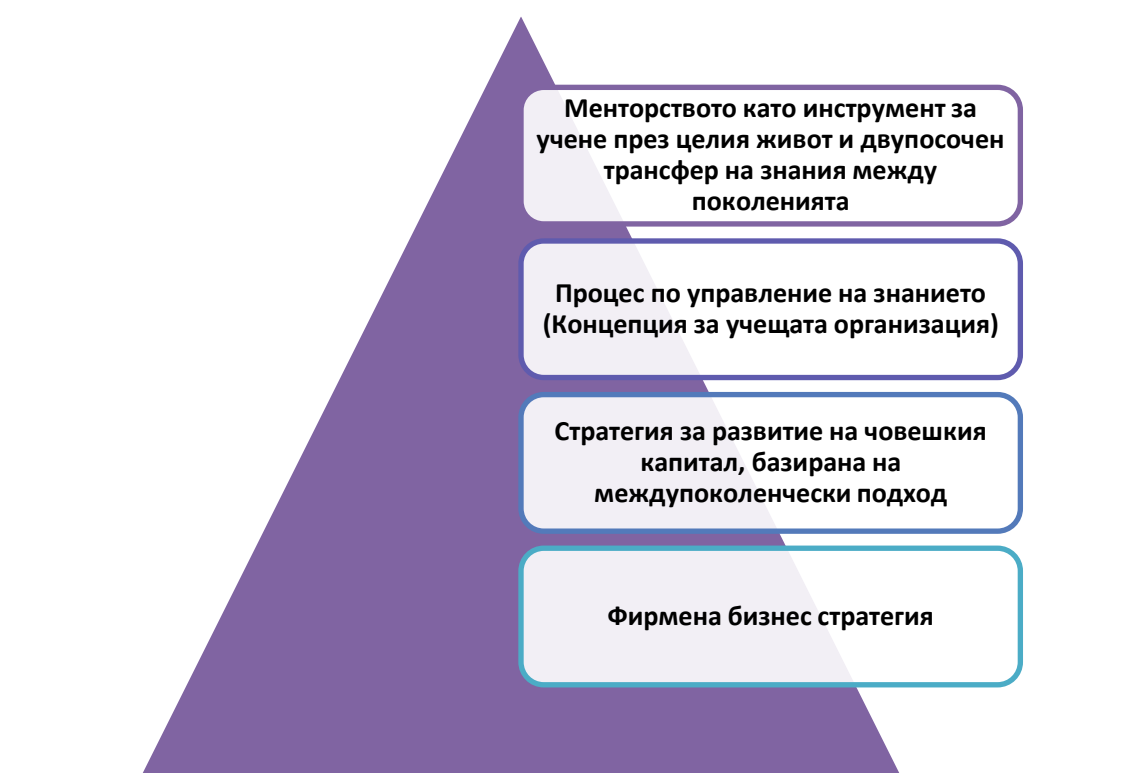 Менторството като инструмент за
учене през целия живот и двупосочен
трансфер на знания между
поколенията
Процес по управление на знанието
(Концепция за учещата организация)
Стратегия за развитие на човешкия
капитал, базирана на
междупоколенчески подход
Фирмена бизнес стратегия